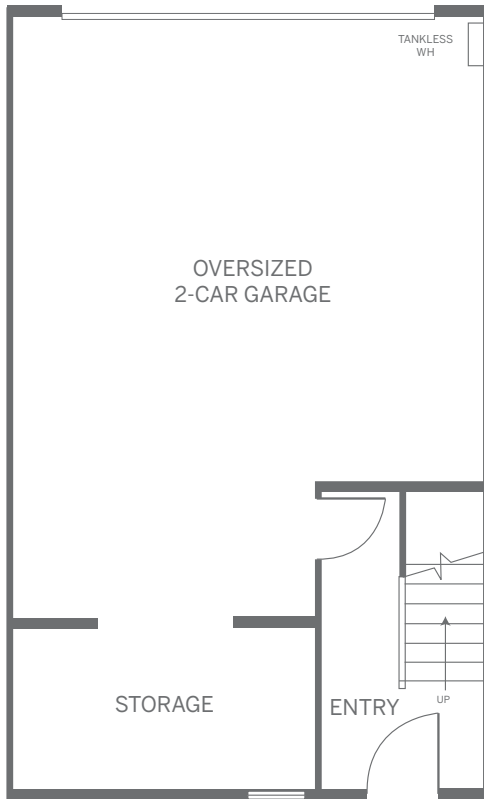 TANKLESS
WH
OVERSIZED
2-CAR GARAGE
STORAGE
ENTRY
UP